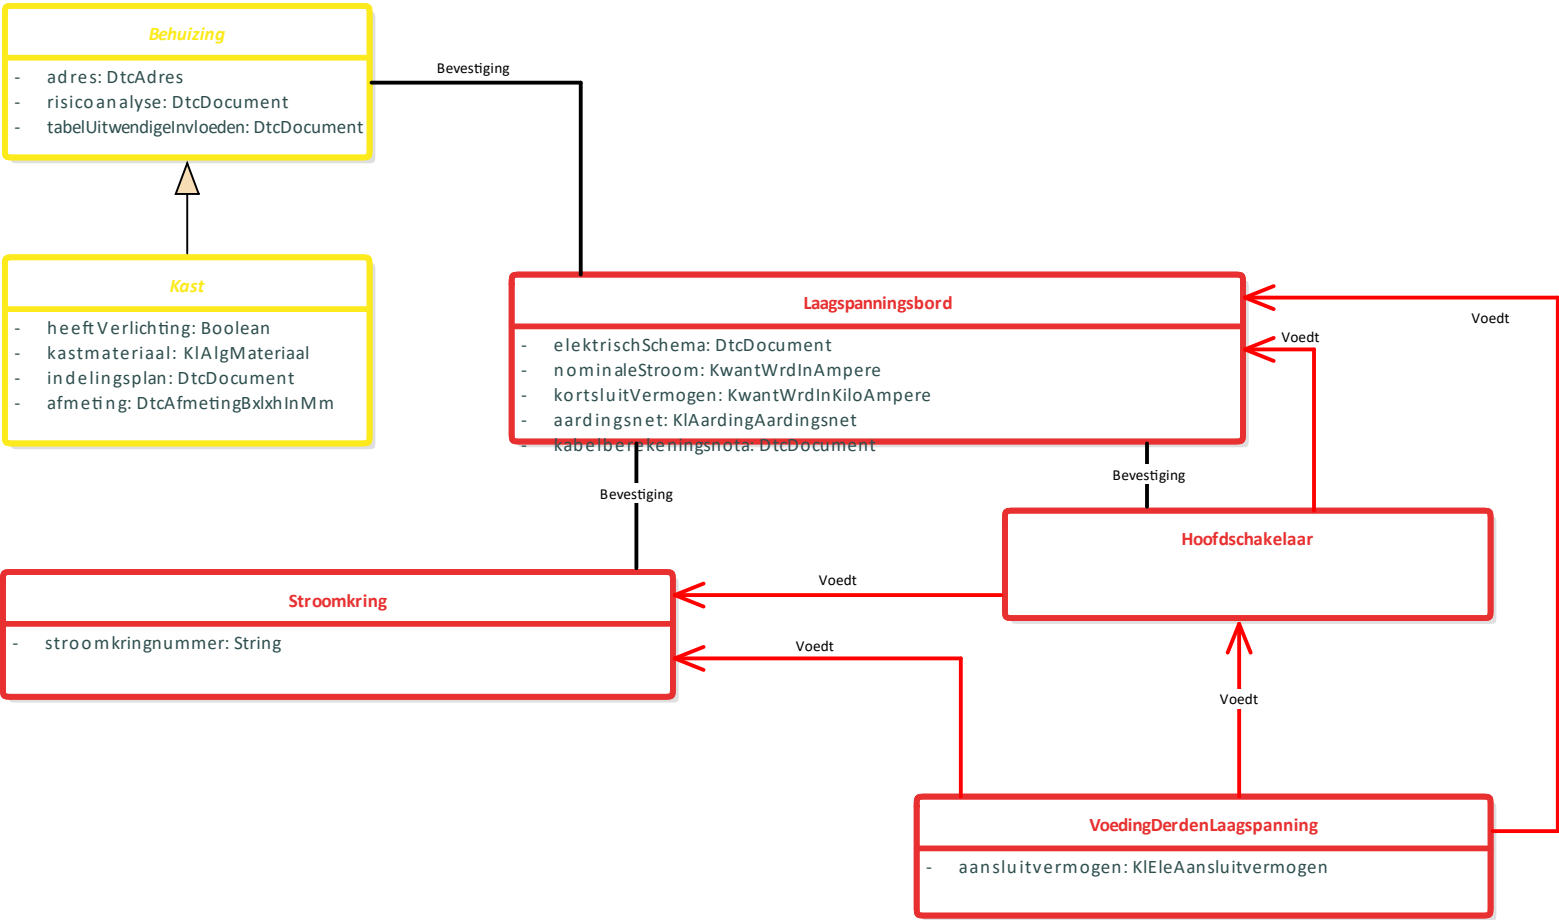 Behuizing
- adres: DtcAdres
- risicoanalyse: DtcDocument
- tabelUitwendigeInvloeden: DtcDocument
Bevestiging
Kast
- heeftVerlichting: Boolean
- kastmateriaal: KlAlgMateriaal
- indelingsplan: DtcDocument
- afmeting: DtcAfmetingBxlxhInMm
Laagspanningsbord
- elektrischSchema: DtcDocument
- nominaleStroom: KwantWrdInAmpere
- kortsluitVermogen: KwantWrdInKiloAmpere
- aardingsnet: KlAardingAardingsnet
- kabelberekeningsnota: DtcDocument
Voedt
Voedt
Bevestiging
Bevestiging
Hoofdschakelaar
Voedt
Stroomkring
- stroomkringnummer: String
Voedt
Voedt
VoedingDerdenLaagspanning
- aansluitvermogen: KlEleAansluitvermogen